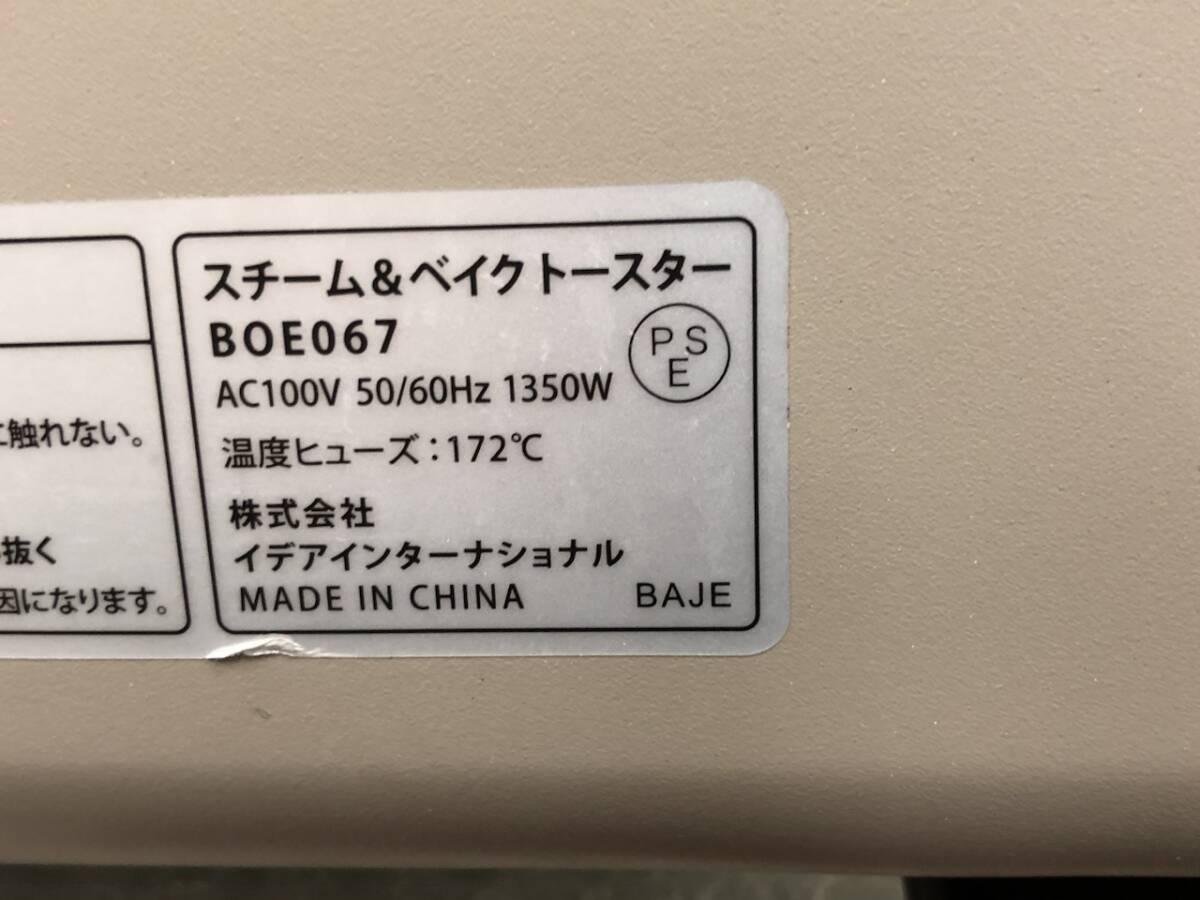 に触れない。
抜く
因になります。
スチーム&ベイクトースター
BOE067
PSE
AC100V 50/60Hz 1350W
温度ヒューズ:172℃
株式会社
イデアインターナショナル
MADE IN CHINA BAJE